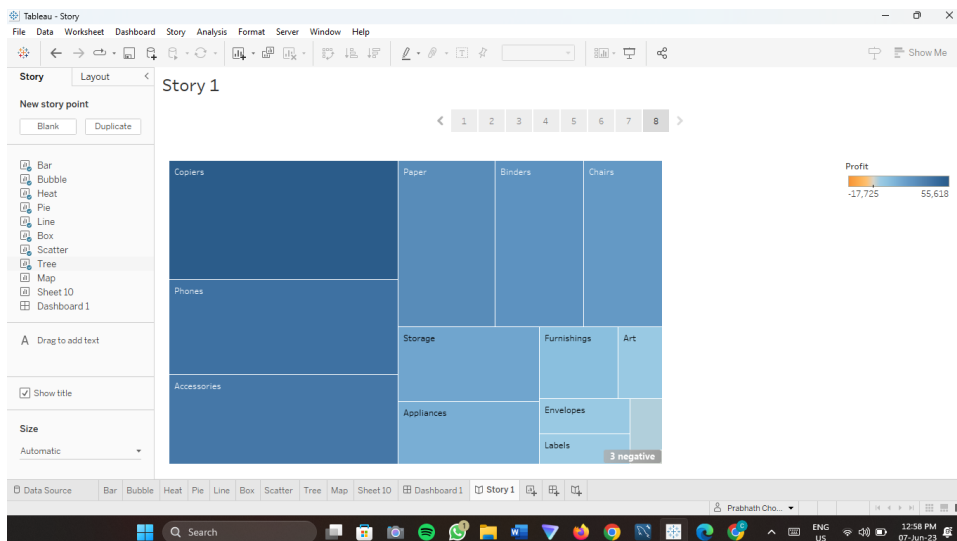 Tableau - Story
File Data Worksheet Dashboard Story Analysis Format Server Window Help
Show Me
Story Layout
New story point
Blank Duplicate
Bar
Bubble
Heat
Pie
Line
Box
Scatter
Tree
Map
Sheet 10
Dashboard 1
A Drag to add text
Show title
Size
Automatic
Story 1
1 2 3 4 5 6 7 8
Copiers
Phones
Accessories
Paper
Binders
Chairs
Storage
Appliances
Furnishings
Art
Envelopes
Labels
3 negative
Profit
-17,725 55,618
Data Source Bar Bubble Heat Pie Line Box Scatter Tree Map Sheet 10 Dashboard 1 Story 1
Prabhath Cho...
Search
1
ENG
US
12:58 PM
07-Jun-23